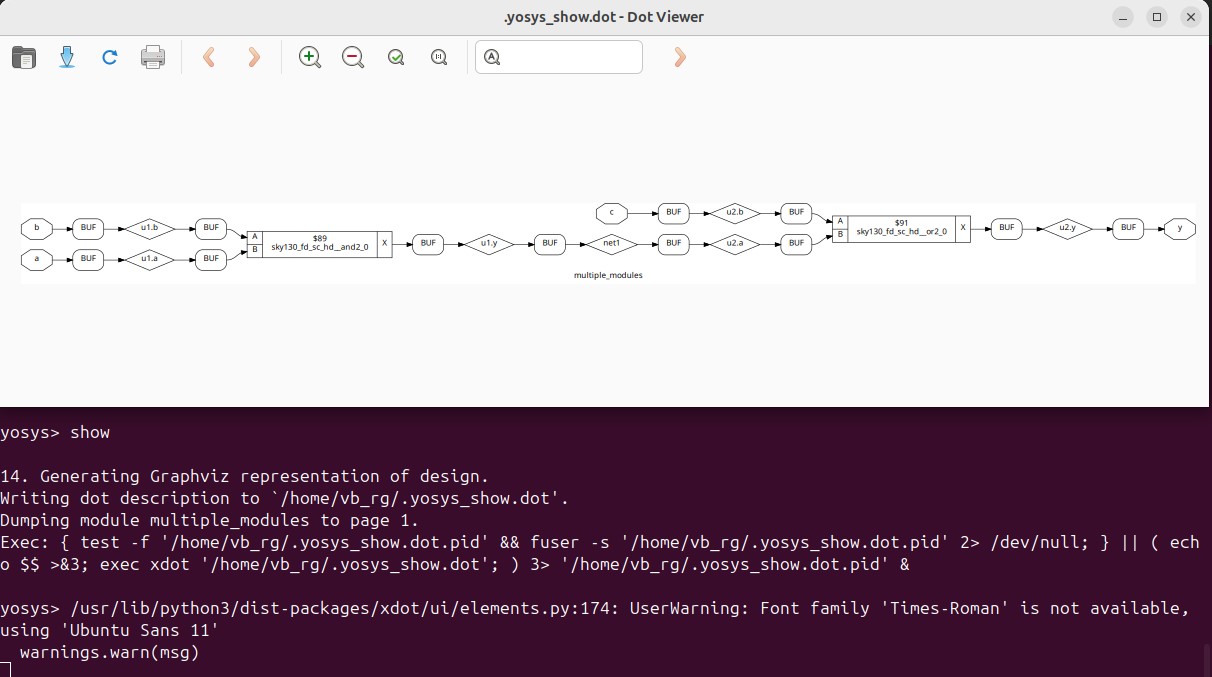 .yosys_show.dot - Dot Viewer
c BUF u2.b BUF
b BUF u1.b BUF
A $89 X
B sky130_fd_sc_hd__and2_0
a BUF u1.a BUF
BUF u1.y BUF net1 BUF u2.a BUF
A $91 X
B sky130_fd_sc_hd__or2_0
BUF u2.y BUF y
multiple_modules
yosys> show
14. Generating Graphviz representation of design.
Writing dot description to `/home/vb_rg/.yosys_show.dot'.
Dumping module multiple_modules to page 1.
Exec: { test -f '/home/vb_rg/.yosys_show.dot.pid' && fuser -s '/home/vb_rg/.yosys_show.dot.pid' 2> /dev/null; } || ( ech
o $$ >&3; exec xdot '/home/vb_rg/.yosys_show.dot'; ) 3> '/home/vb_rg/.yosys_show.dot.pid' &
yosys> /usr/lib/python3/dist-packages/xdot/ui/elements.py:174: UserWarning: Font family 'Times-Roman' is not available,
using 'Ubuntu Sans 11'
  warnings.warn(msg)